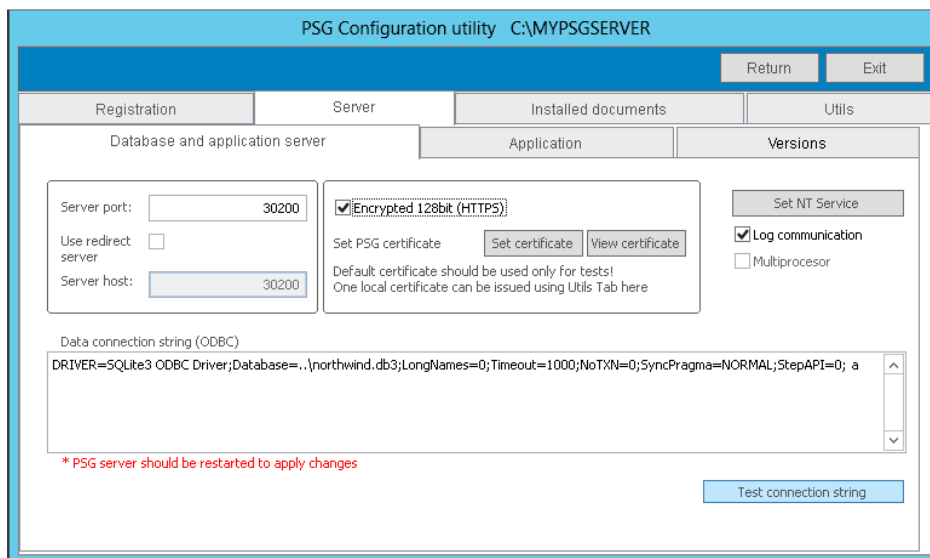 PSG Configuration utility C:\MYPSGSERVER
Return Exit
Registration Server Installed documents Utils
Database and application server Application Versions
Server port: 30200
Use redirect
server
Server host: 30200
Encrypted 128bit (HTTPS)
Set PSG certificate Set certificate View certificate
Default certificate should be used only for tests!
One local certificate can be issued using Utils Tab here
Set NT Service
Log communication
Multiprocesor
Data connection string (ODBC)
DRIVER=SQLite3 ODBC Driver;Database=..\northwind.db3;LongNames=0;Timeout=1000;NoTXN=0;SyncPragma=NORMAL;StepAPI=0; a
* PSG server should be restarted to apply changes
Test connection string